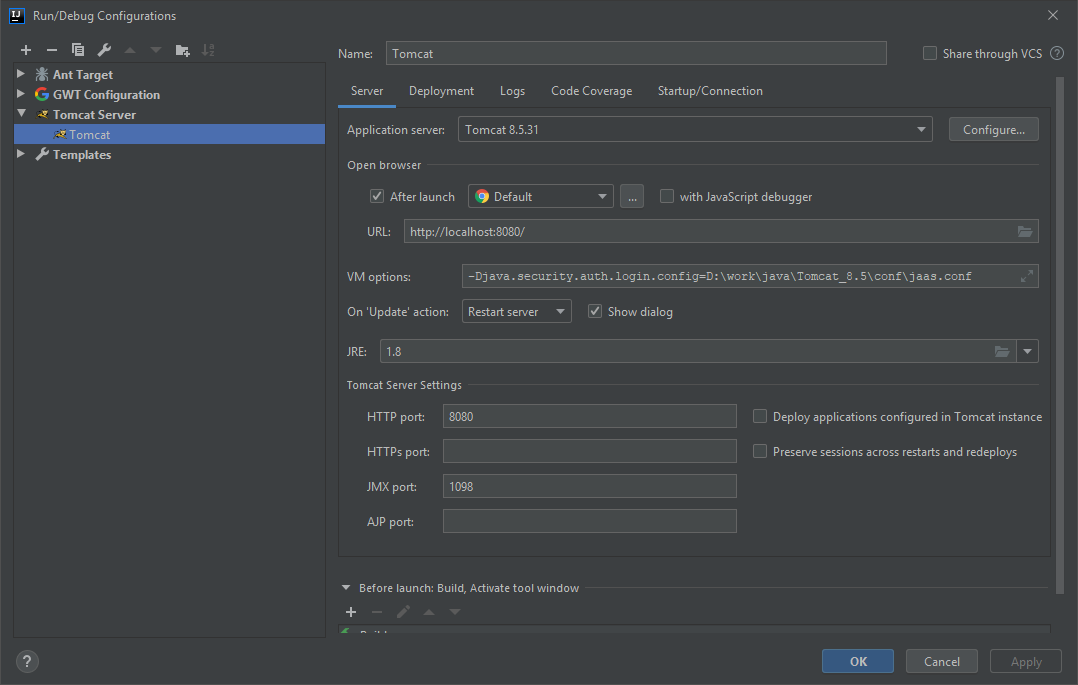 Run/Debug Configurations
Name: Tomcat Share through VCS ?
Ant Target
GWT Configuration
Tomcat Server
Tomcat
Templates
Server Deployment Logs Code Coverage Startup/Connection
Application server: Tomcat 8.5.31 Configure...
Open browser
After launch Default ... with JavaScript debugger
URL: http://localhost:8080/
VM options: -Djava.security.auth.login.config=D:\work\java\Tomcat_8.5\conf\jaas.conf
On 'Update' action: Restart server Show dialog
JRE: 1.8
Tomcat Server Settings
HTTP port: 8080 Deploy applications configured in Tomcat instance
HTTPs port: Preserve sessions across restarts and redeploys
JMX port: 1098
AJP port:
Before launch: Build, Activate tool window
? OK Cancel Apply